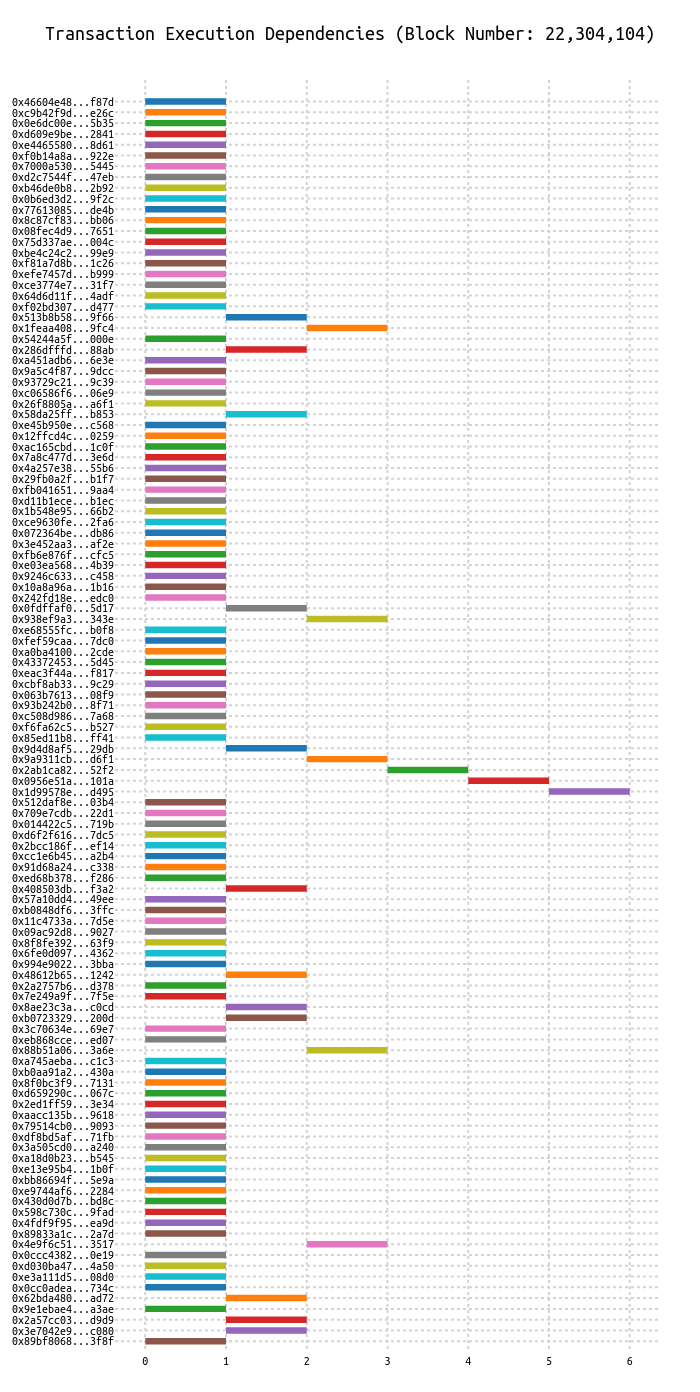 Transaction Execution Dependencies (Block Number: 22,304,104)
0x46604e48...f87d
0xc9b42f9d...e26c
0x0e6dc00e...5b35
0xd609e9be...2841
0xe4465580...8d61
0xf0b14a8a...922e
0x7000a530...5445
0xd2c7544f...47eb
0xb46de0b8...2b92
0x0b6ed3d2...9f2c
0x77613085...de4b
0x8c87cf83...bb06
0x08fec4d9...7651
0x75d337ae...004c
0xbe4c24c2...99e9
0xf81a7d8b...1c26
0xefe7457d...b999
0xce3774e7...31f7
0x64d6d11f...4adf
0xf02bd307...d477
0x513b8b58...9f66
0x1feaa408...9fc4
0x54244a5f...000e
0x286dfffd...88ab
0xa451adb6...6e3e
0x9a5c4f87...9dcc
0x93729c21...9c39
0xc06586f6...06e9
0x26f8805a...a6f1
0x58da25ff...b853
0xe45b950e...c568
0x12ffcd4c...0259
0xac165cbd...1c0f
0x7a8c477d...3e6d
0x4a257e38...55b6
0x29fb0a2f...b1f7
0xfb041651...9aa4
0xd11b1ece...b1ec
0x1b548e95...66b2
0xce9630fe...2fa6
0x072364be...db86
0x3e452aa3...af2e
0xfb6e876f...cfc5
0xe03ea568...4b39
0x9246c633...c458
0x10a8a96a...1b16
0x242fd18e...edc0
0x0fdffaf0...5d17
0x938ef9a3...343e
0xe68555fc...b0f8
0xfef59caa...7dc0
0xa0ba4100...2cde
0x43372453...5d45
0xeac3f44a...f817
0xcbf8ab33...9c29
0x063b7613...08f9
0x93b242b0...8f71
0xc508d986...7a68
0xf6fa62c5...b527
0x85ed11b8...ff41
0x9d4d8af5...29db
0x9a9311cb...d6f1
0x2ab1ca82...52f2
0x0956e51a...101a
0x1d99578e...d495
0x512daf8e...03b4
0x709e7cdb...22d1
0x014422c5...719b
0xd6f2f616...7dc5
0x2bcc186f...ef14
0xcc1e6b45...a2b4
0x91d68a24...c338
0xed68b378...f286
0x408503db...f3a2
0x57a10dd4...49ee
0xb0848df6...3ffc
0x11c4733a...7d5e
0x09ac92d8...9027
0x8f8fe392...63f9
0x6fe0d097...4362
0x994e9022...3bba
0x48612b65...1242
0x2a2757b6...d378
0x7e249a9f...7f5e
0x8ae23c3a...c0cd
0xb0723329...200d
0x3c70634e...69e7
0xeb868cce...ed07
0x88b51a06...3a6e
0xa745aeba...c1c3
0xb0aa91a2...430a
0x8f0bc3f9...7131
0xd659290c...067c
0x2ed1ff59...3e34
0xaacc135b...9618
0x79514cb0...9093
0xdf8bd5af...71fb
0x3a505cd0...a240
0xa18d0b23...b545
0xe13e95b4...1b0f
0xbb86694f...5e9a
0xe9744af6...2284
0x430d0d7b...bd8c
0x598c730c...9fad
0x4fdf9f95...ea9d
0x89833a1c...2a7d
0x4e9f6c51...3517
0x0ccc4382...0e19
0xd030ba47...4a50
0xe3a111d5...08d0
0x0cc0adea...734c
0x62bda480...ad72
0x9e1ebae4...a3ae
0x2a57cc03...d9d9
0x3e7042e9...c080
0x89bf8068...3f8f
0 1 2 3 4 5 6